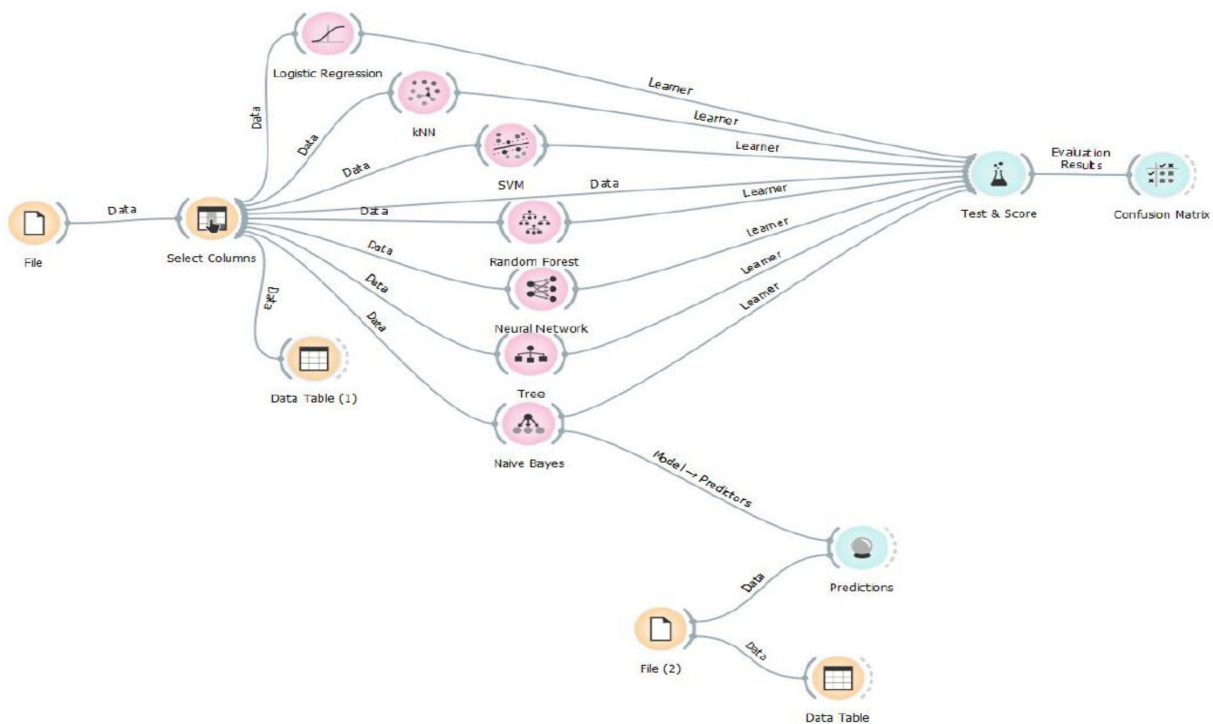 Logistic Regression
Learner
Data
kNN
Learner
Data
SVM
Learner
Data
Data
Evaluation
Results
Test & Score
Confusion Matrix
File
Data
Select Columns
Data
Random Forest
Learner
Data
Neural Network
Learner
Data
Tree
Learner
Data
Naive Bayes
Learner
Data
Data Table (1)
Model → Predictors
Predictions
Data
File (2)
Data
Data Table